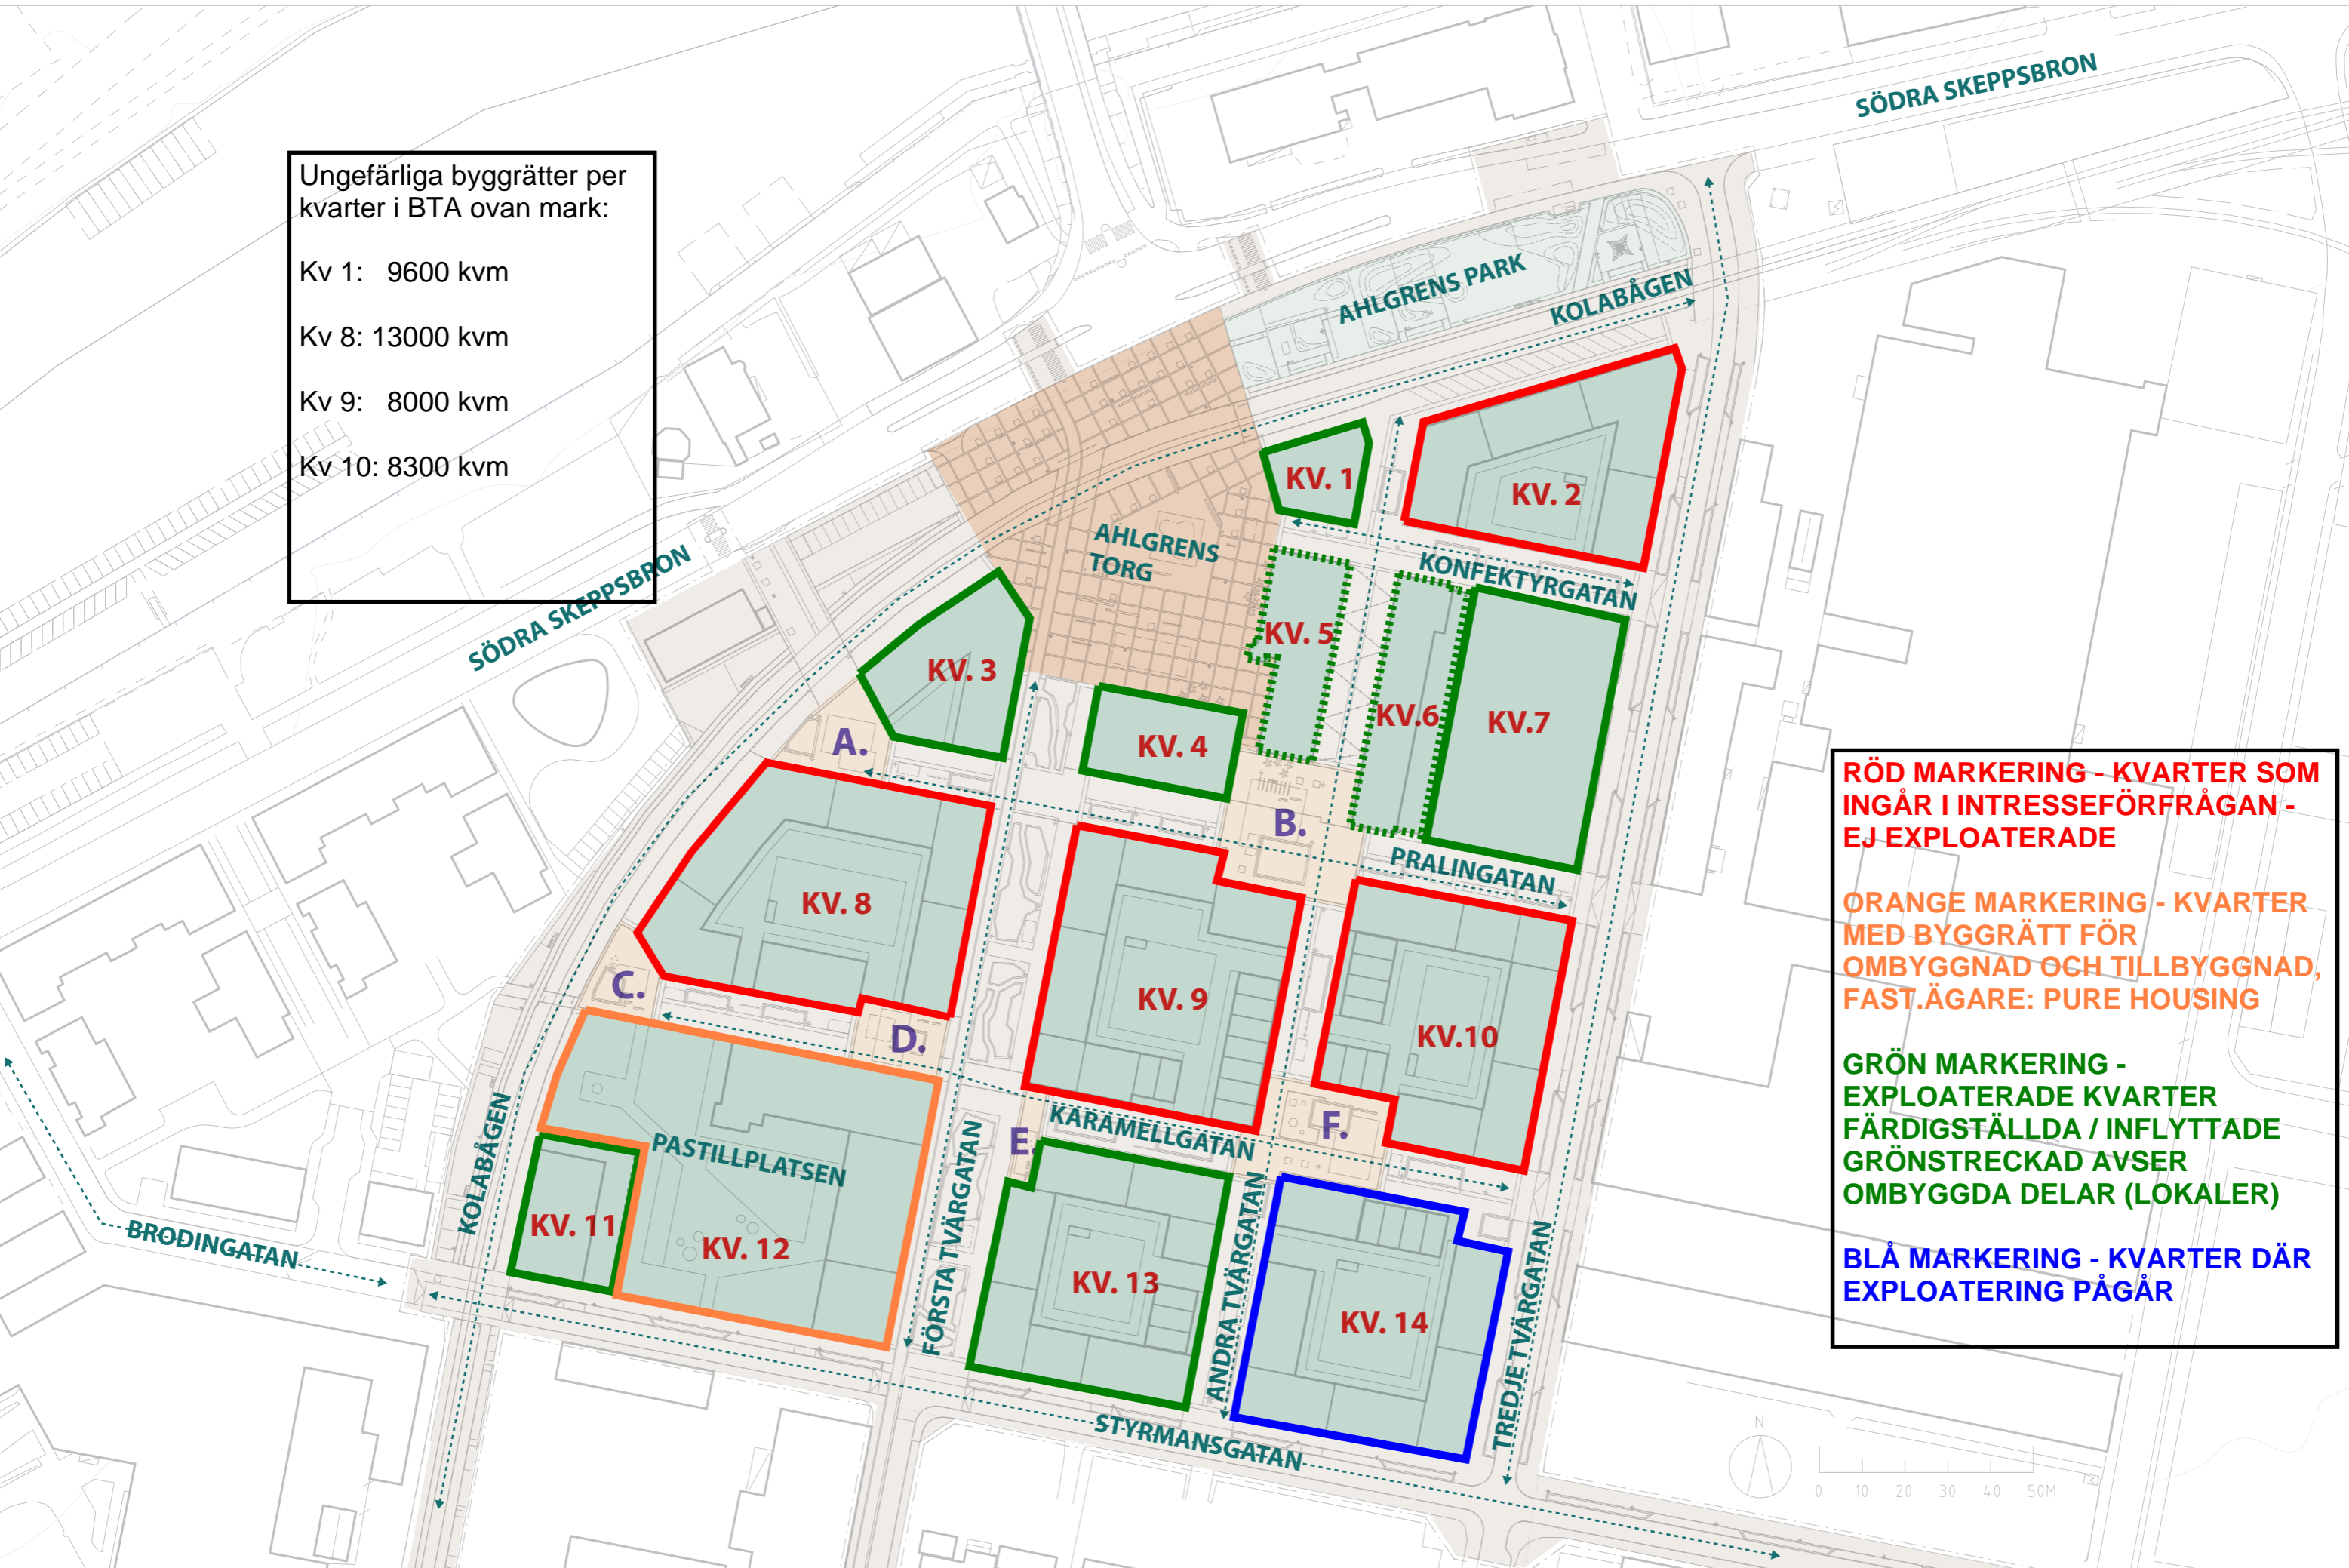 SÖDRA SKEPPSBRON
Ungefärliga byggrätter per
kvarter i BTA ovan mark:
Kv 1: 9600 kvm
Kv 8: 13000 kvm
Kv 9: 8000 kvm
Kv 10: 8300 kvm
AHLGRENS PARK
KOLABÅGEN
KV. 1
KV. 2
AHLGRENS
TORG
SÖDRA SKEPPSBRON
KONFEKTYRGATAN
KV. 3
KV. 4
KV. 5
KV.6
KV.7
A.
B.
PRALINGATAN
KV. 8
KV. 9
KV.10
C.
D.
E.
F.
KARAMELLGATAN
PASTILLPLATSEN
KOLABÅGEN
BRODINGATAN
KV. 11
KV. 12
FÖRSTA TVÄRGATAN
KV. 13
ANDRA TVÄRGATAN
KV. 14
TREDJE TVÄRGATAN
STYRMANSGATAN
RÖD MARKERING - KVARTER SOM
INGÅR I INTRESSEFÖRFRÅGAN -
EJ EXPLOATERADE
ORANGE MARKERING - KVARTER
MED BYGGRÄTT FÖR
OMBYGGNAD OCH TILLBYGGNAD,
FAST.ÄGARE: PURE HOUSING
GRÖN MARKERING -
EXPLOATERADE KVARTER
FÄRDIGSTÄLLDA / INFLYTTADE
GRÖNSTRECKAD AVSER
OMBYGGDA DELAR (LOKALER)
BLÅ MARKERING - KVARTER DÄR
EXPLOATERING PÅGÅR
N
0 10 20 30 40 50M